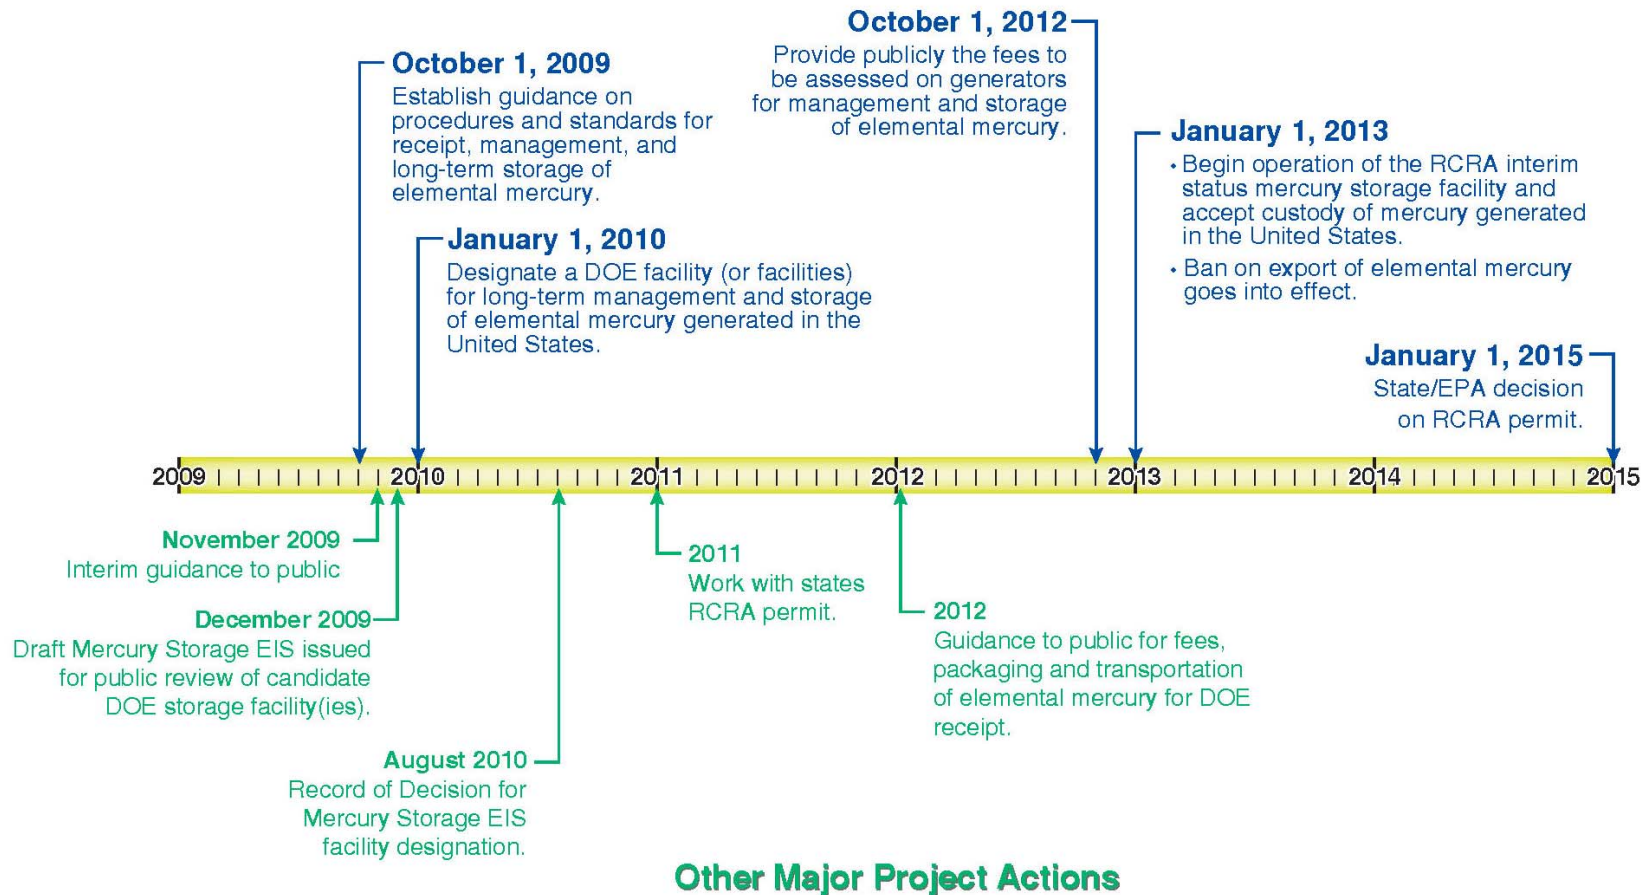 October 1, 2009
Establish guidance on
procedures and standards for
receipt, management, and
long-term storage of
elemental mercury.
January 1, 2010
Designate a DOE facility (or facilities)
for long-term management and storage
of elemental mercury generated in the
United States.
October 1, 2012
Provide publicly the fees to
be assessed on generators
for management and storage
of elemental mercury.
January 1, 2013
• Begin operation of the RCRA interim
status mercury storage facility and
accept custody of mercury generated
in the United States.
• Ban on export of elemental mercury
goes into effect.
January 1, 2015
State/EPA decision
on RCRA permit.
2009 2010 2011 2012 2013 2014 2015
November 2009
Interim guidance to public
December 2009
Draft Mercury Storage EIS issued
for public review of candidate
DOE storage facility(ies).
August 2010
Record of Decision for
Mercury Storage EIS
facility designation.
2011
Work with states
RCRA permit.
2012
Guidance to public for fees,
packaging and transportation
of elemental mercury for DOE
receipt.
Other Major Project Actions